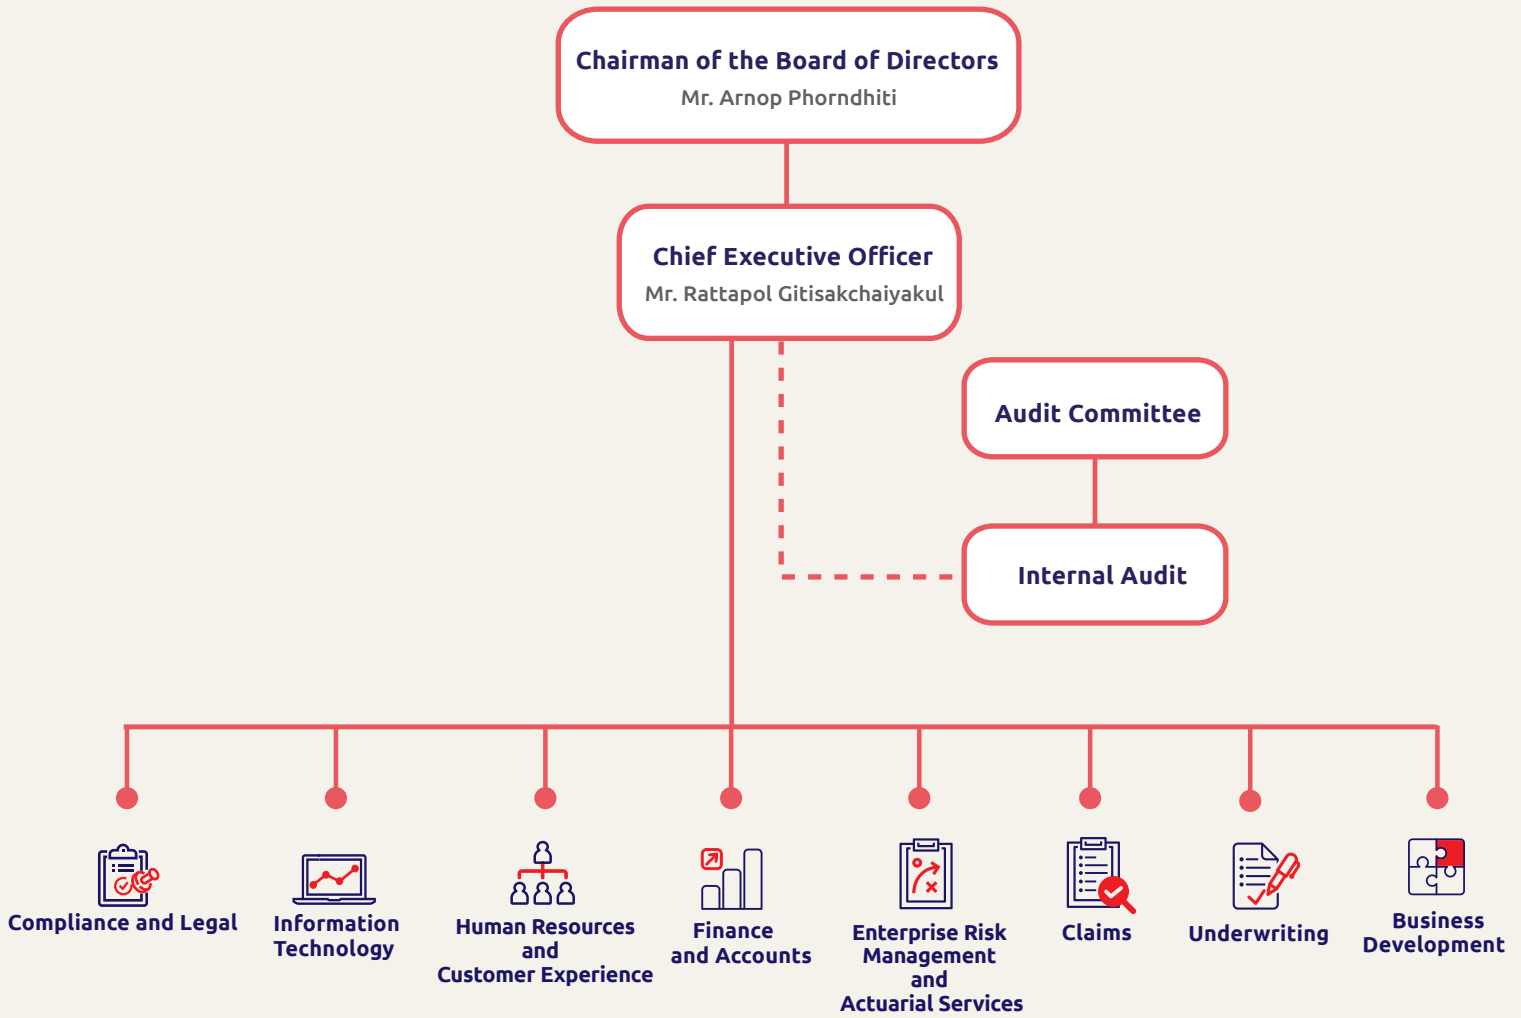 Chairman of the Board of Directors
Mr. Arnop Phorndhiti
Chief Executive Officer
Mr. Rattapol Gitisakchaiyakul
Audit Committee
Internal Audit
Compliance and Legal
Information
Technology
Human Resources
and
Customer Experience
Finance
and Accounts
Enterprise Risk
Management
and
Actuarial Services
Claims
Underwriting
Business
Development